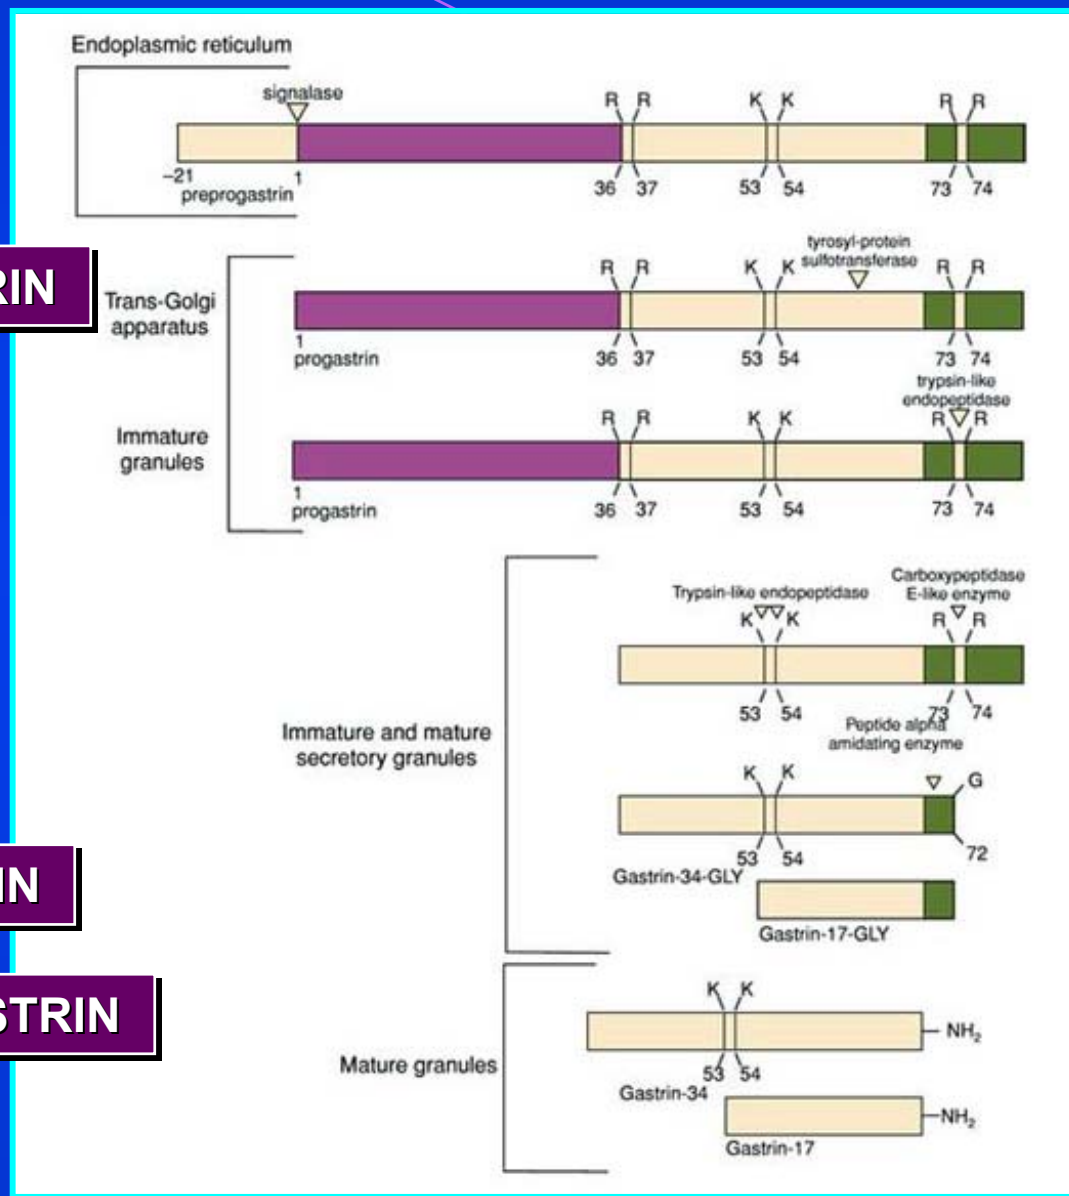 Endoplasmic reticulum
signalase
R R K K R R
–21 1 36 37 53 54 73 74
preprogastrin
RIN
Trans-Golgi
apparatus
tyrosyl-protein
sulfotransferase
R R K K R R
1 36 37 53 54 73 74
progastrin
Immature
granules
trypsin-like
endopeptidase
R R K K R R
1 36 37 53 54 73 74
progastrin
Immature and mature
secretory granules
Trypsin-like endopeptidase
Carboxypeptidase
E-like enzyme
K K R R
53 54 73 74
Peptide alpha
amidating enzyme
K K G
53 54 72
Gastrin-34-GLY
Gastrin-17-GLY
IN
STRIN
Mature granules
K K
NH₂
53 54
Gastrin-34
NH₂
Gastrin-17